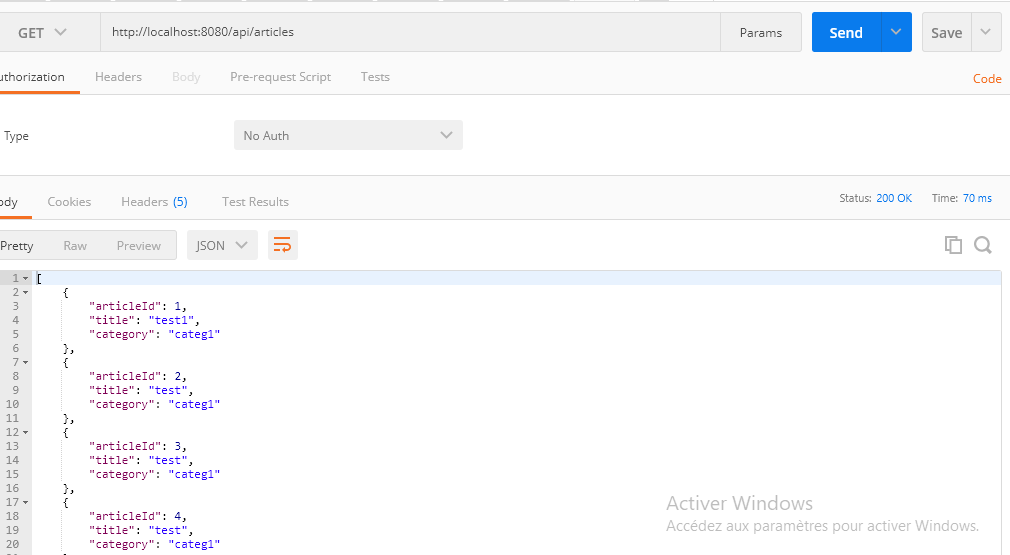 GET http://localhost:8080/api/articles Params Send Save
uthorization Headers Body Pre-request Script Tests Code
Type No Auth
ody Cookies Headers (5) Test Results Status: 200 OK Time: 70 ms
Pretty Raw Preview JSON
1 [
2 {
3 "articleId": 1,
4 "title": "test1",
5 "category": "categ1"
6 },
7 {
8 "articleId": 2,
9 "title": "test",
10 "category": "categ1"
11 },
12 {
13 "articleId": 3,
14 "title": "test",
15 "category": "categ1"
16 },
17 {
18 "articleId": 4,
19 "title": "test",
20 "category": "categ1"
Activer Windows
Accédez aux paramètres pour activer Windows.